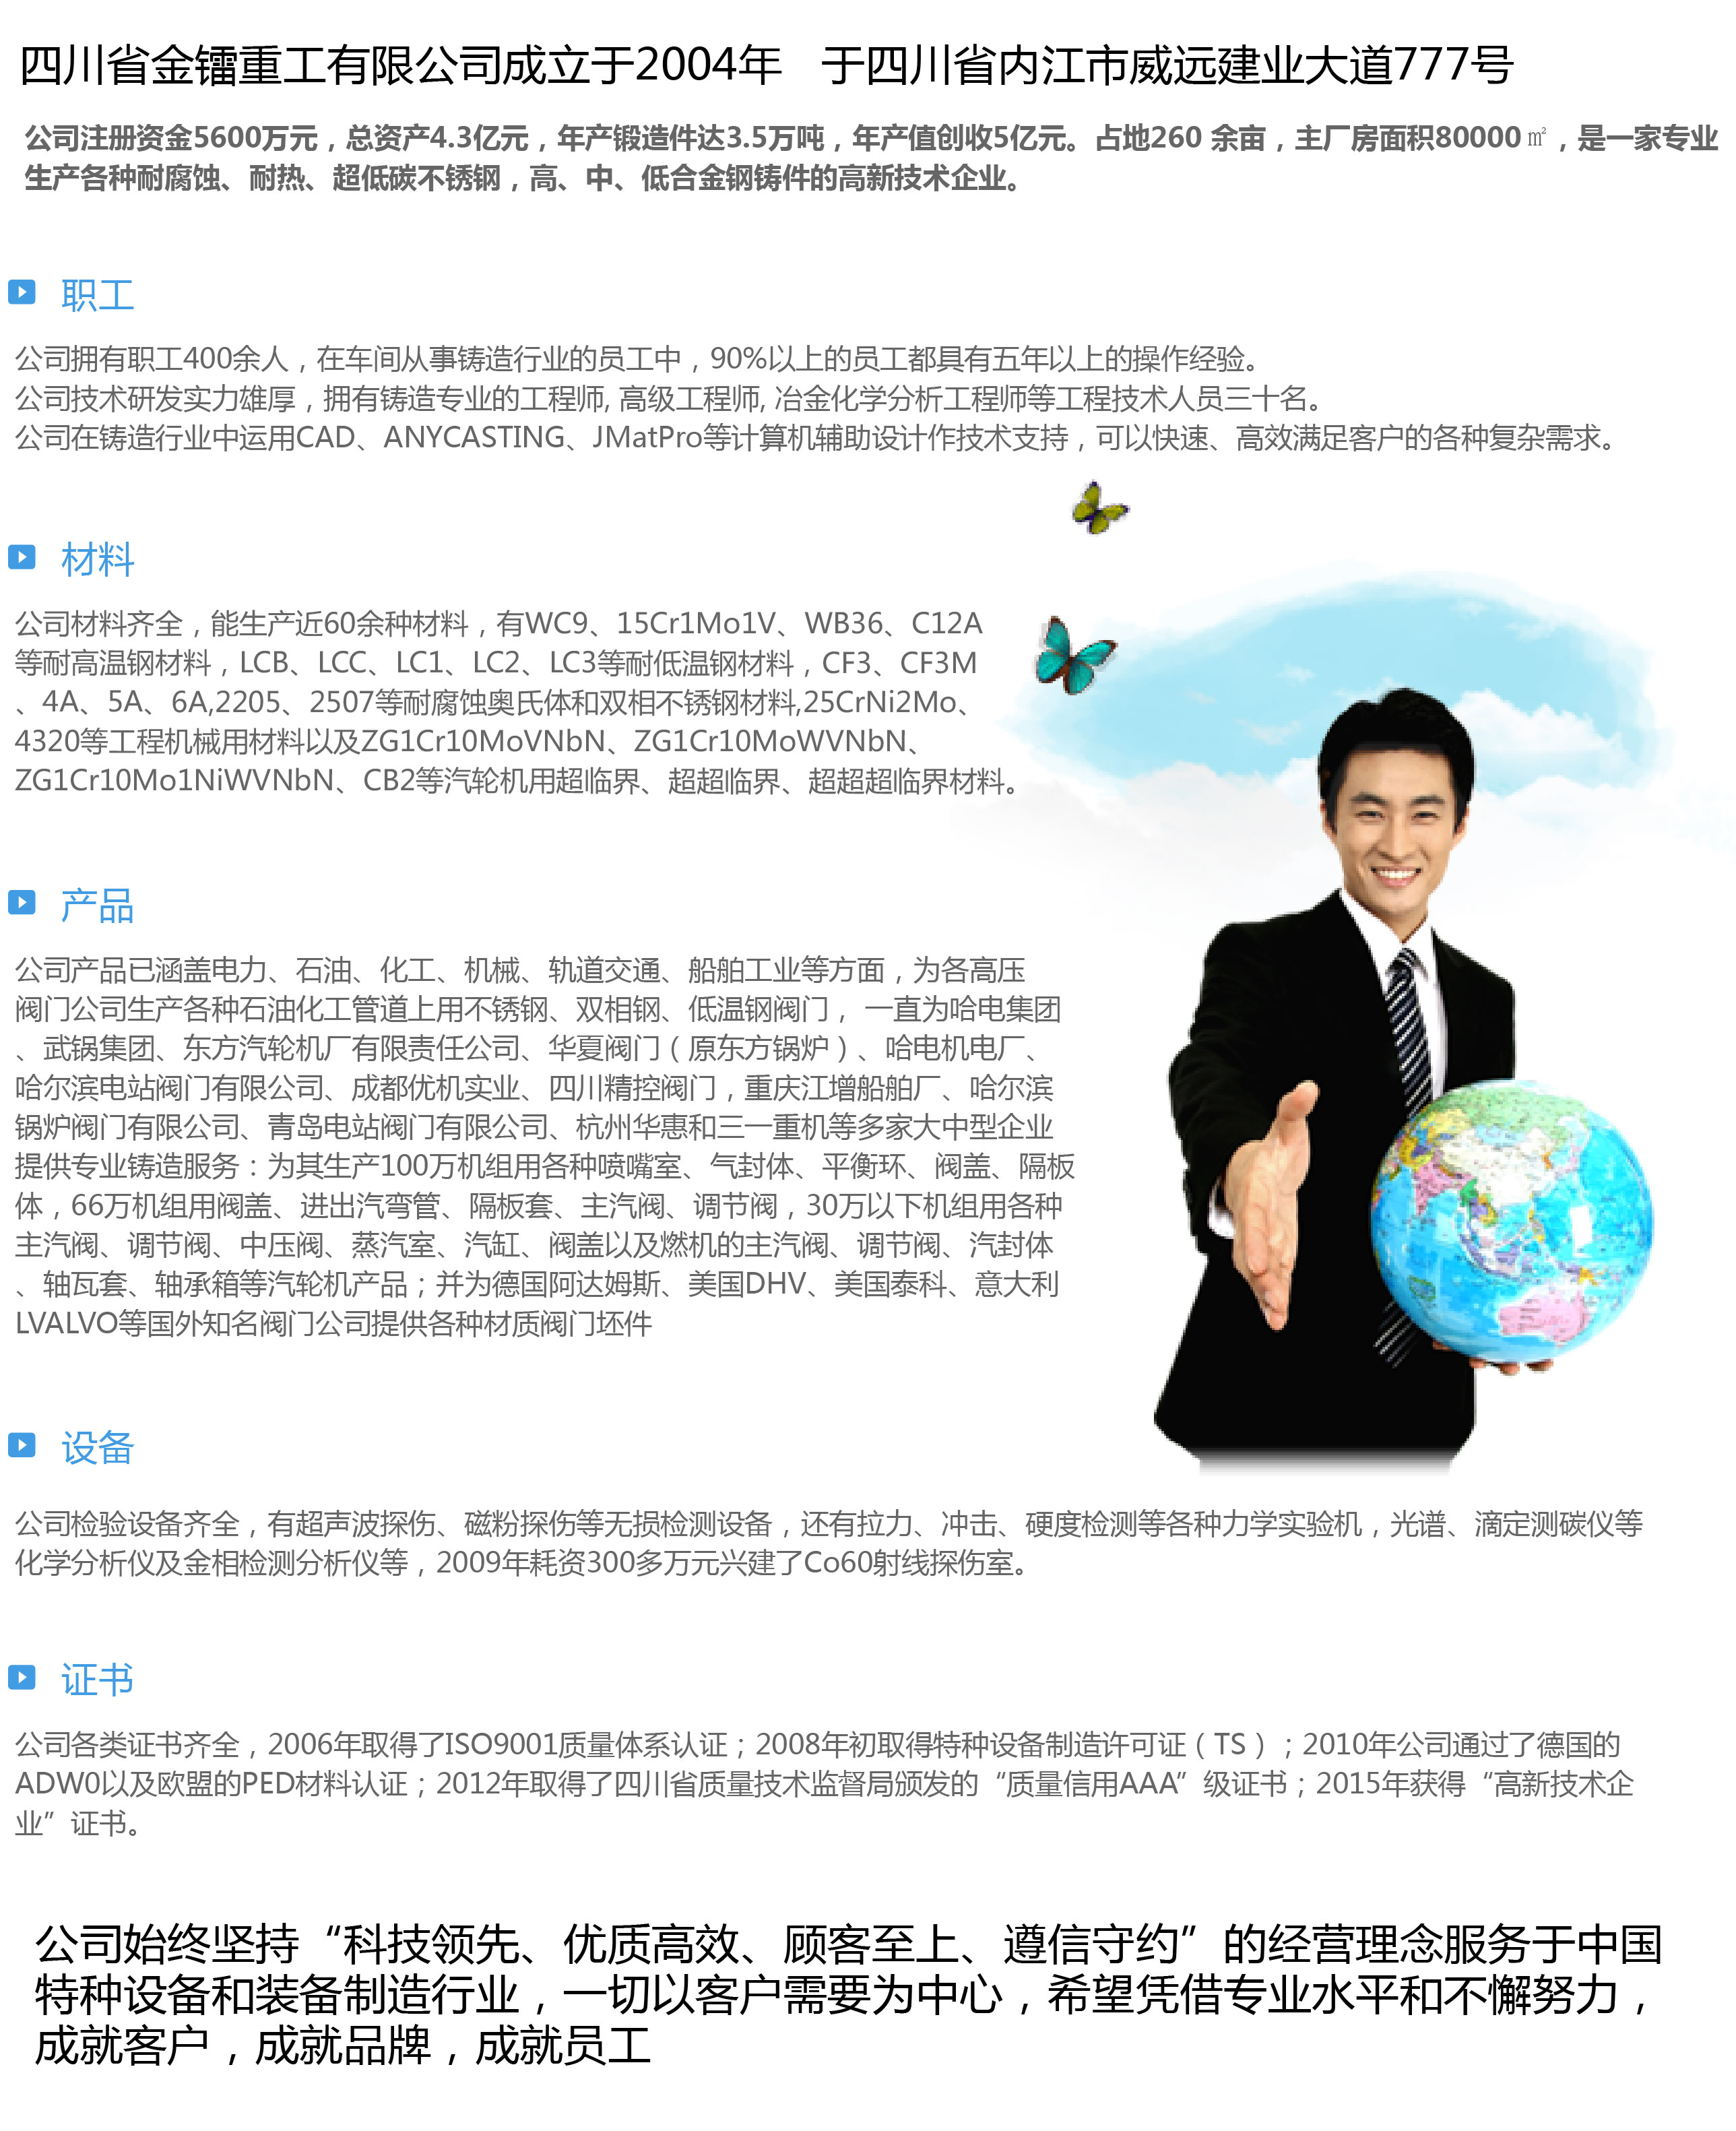 四川省金镭重工有限公司成立于2004年 于四川省内江市威远建业大道777号
公司注册资金5600万元，总资产4.3亿元，年产锻造件达3.5万吨，年产值创收5亿元。占地260 余亩，主厂房面积80000㎡，是一家专业
生产各种耐腐蚀、耐热、超低碳不锈钢，高、中、低合金钢铸件的高新技术企业。
职工
公司拥有职工400余人，在车间从事铸造行业的员工中，90%以上的员工都具有五年以上的操作经验。
公司技术研发实力雄厚，拥有铸造专业的工程师, 高级工程师, 冶金化学分析工程师等工程技术人员三十名。
公司在铸造行业中运用CAD、ANYCASTING、JMatPro等计算机辅助设计作技术支持，可以快速、高效满足客户的各种复杂需求。
材料
公司材料齐全，能生产近60余种材料，有WC9、15Cr1Mo1V、WB36、C12A
等耐高温钢材料，LCB、LCC、LC1、LC2、LC3等耐低温钢材料，CF3、CF3M
、4A、5A、6A,2205、2507等耐腐蚀奥氏体和双相不锈钢材料,25CrNi2Mo、
4320等工程机械用材料以及ZG1Cr10MoVNbN、ZG1Cr10MoWVNbN、
ZG1Cr10Mo1NiWVNbN、CB2等汽轮机用超临界、超超临界、超超超临界材料。
产品
公司产品已涵盖电力、石油、化工、机械、轨道交通、船舶工业等方面，为各高压
阀门公司生产各种石油化工管道上用不锈钢、双相钢、低温钢阀门， 一直为哈电集团
、武锅集团、东方汽轮机厂有限责任公司、华夏阀门（原东方锅炉）、哈电机电厂、
哈尔滨电站阀门有限公司、成都优机实业、四川精控阀门，重庆江增船舶厂、哈尔滨
锅炉阀门有限公司、青岛电站阀门有限公司、杭州华惠和三一重机等多家大中型企业
提供专业铸造服务：为其生产100万机组用各种喷嘴室、气封体、平衡环、阀盖、隔板
体，66万机组用阀盖、进出汽弯管、隔板套、主汽阀、调节阀，30万以下机组用各种
主汽阀、调节阀、中压阀、蒸汽室、汽缸、阀盖以及燃机的主汽阀、调节阀、汽封体
、轴瓦套、轴承箱等汽轮机产品；并为德国阿达姆斯、美国DHV、美国泰科、意大利
LVALVO等国外知名阀门公司提供各种材质阀门坯件
设备
公司检验设备齐全，有超声波探伤、磁粉探伤等无损检测设备，还有拉力、冲击、硬度检测等各种力学实验机，光谱、滴定测碳仪等
化学分析仪及金相检测分析仪等，2009年耗资300多万元兴建了Co60射线探伤室。
证书
公司各类证书齐全，2006年取得了ISO9001质量体系认证；2008年初取得特种设备制造许可证（TS）；2010年公司通过了德国的
ADW0以及欧盟的PED材料认证；2012年取得了四川省质量技术监督局颁发的“质量信用AAA”级证书；2015年获得“高新技术企
业”证书。
公司始终坚持“科技领先、优质高效、顾客至上、遵信守约”的经营理念服务于中国
特种设备和装备制造行业，一切以客户需要为中心，希望凭借专业水平和不懈努力，
成就客户，成就品牌，成就员工